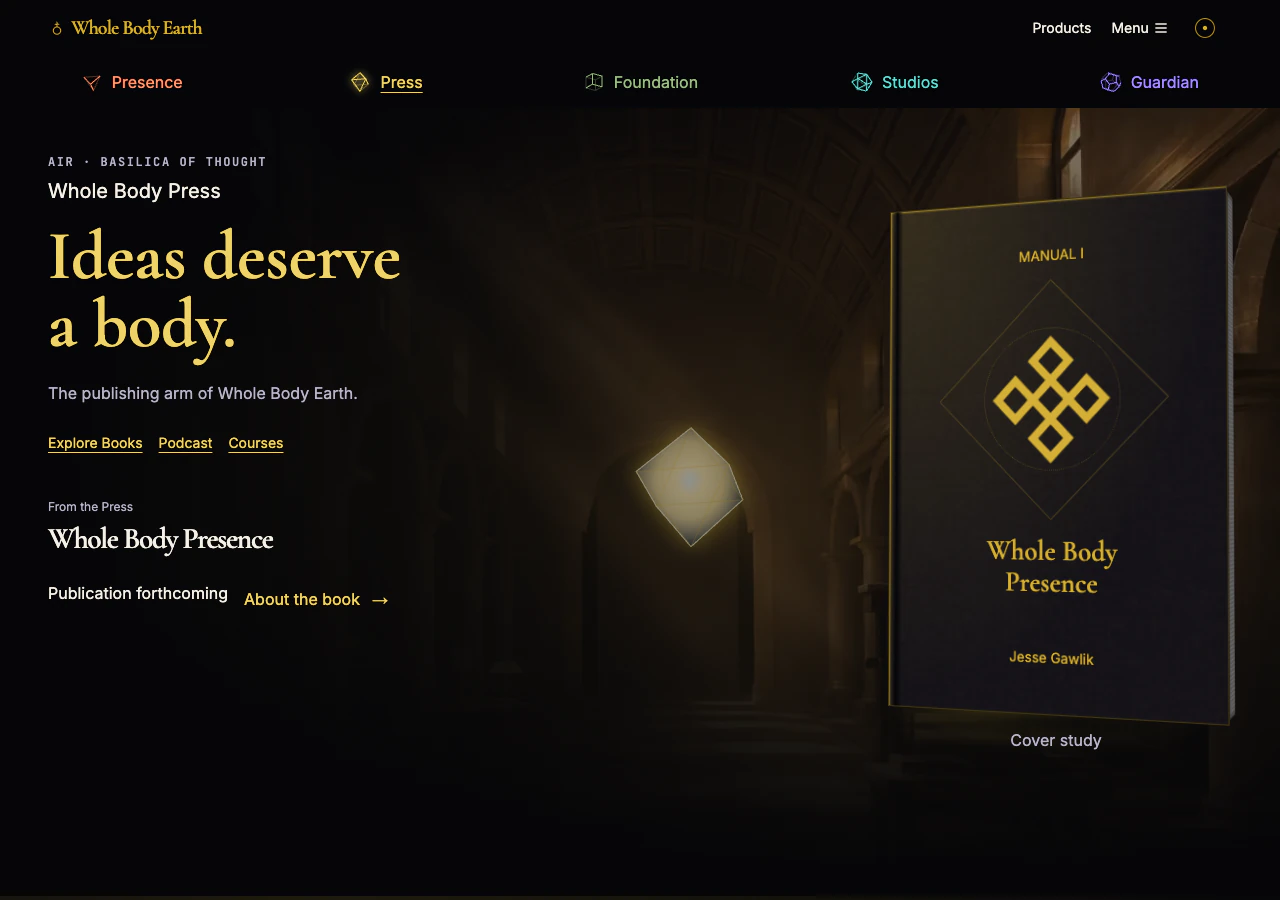 Whole Body Earth
Products
Menu
Presence
Press
Foundation
Studios
Guardian
AIR · BASILICA OF THOUGHT
Whole Body Press
Ideas deserve
a body.
The publishing arm of Whole Body Earth.
Explore Books
Podcast
Courses
From the Press
Whole Body Presence
Publication forthcoming
About the book →
MANUAL I
Whole Body
Presence
Jesse Gawlik
Cover study